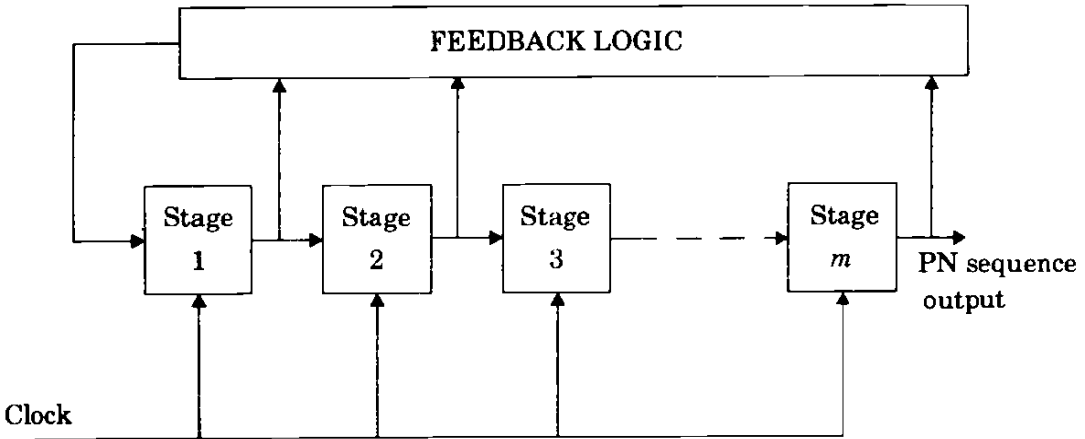 FEEDBACK LOGIC
Stage
1
Stage
2
Stage
3
Stage
m
PN sequence
output
Clock